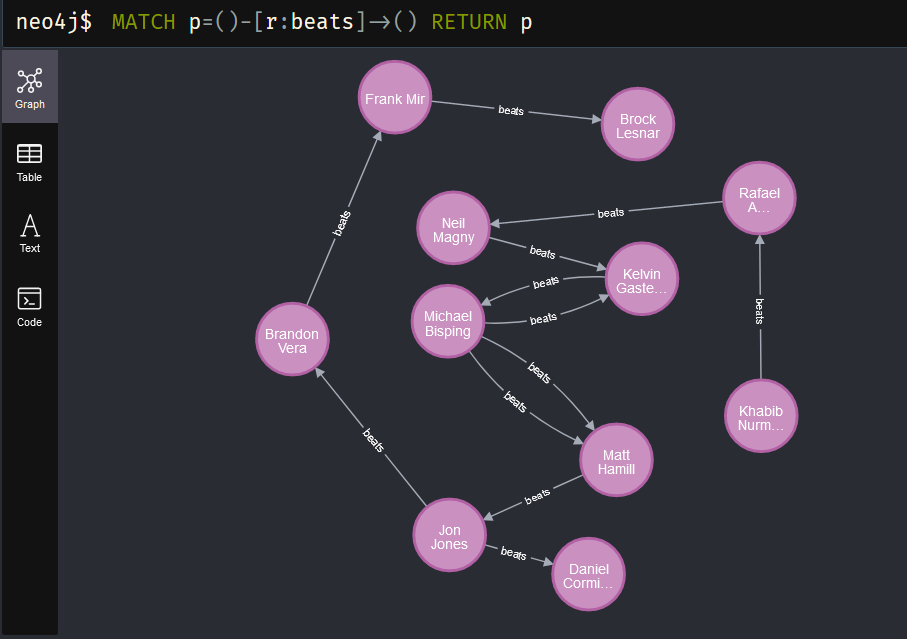 neo4j$ MATCH p=()-[r:beats]->() RETURN p
Graph
Table
Text
Code
Frank Mir
beats
Brock
Lesnar
beats
Rafael
A...
beats
Neil
Magny
beats
Kelvin
Gaste...
beats
beats
Michael
Bisping
beats
Brandon
Vera
beats
beats
Khabib
Nurm...
beats
Matt
Hamill
beats
beats
Jon
Jones
beats
Daniel
Cormi...